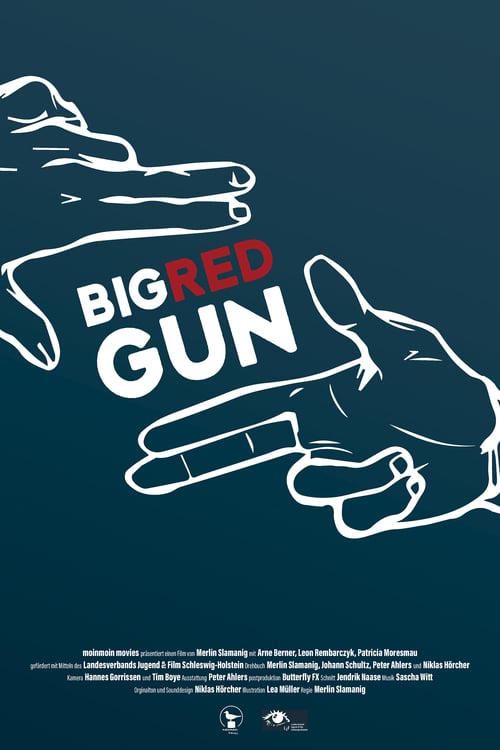 BIGRED
GUN
moinmoin movies präsentiert einen Film von Merlin Slamanig mit Arne Berner, Leon Rembarczyk, Patricia Moresmau
gefördert mit Mitteln des Landesverbands Jugend & Film Schleswig-Holstein Drehbuch Merlin Slamanig, Johann Schultz, Peter Ahlers und Niklas Hörcher
Kamera Hannes Gorrissen und Tim Boye Ausstattung Peter Ahlers postproduktion Butterfly FX Schnitt Jendrik Naase Musik Sascha Witt
Orginalton und Sounddesign Niklas Hörcher Illustration Lea Müller Regie Merlin Slamanig